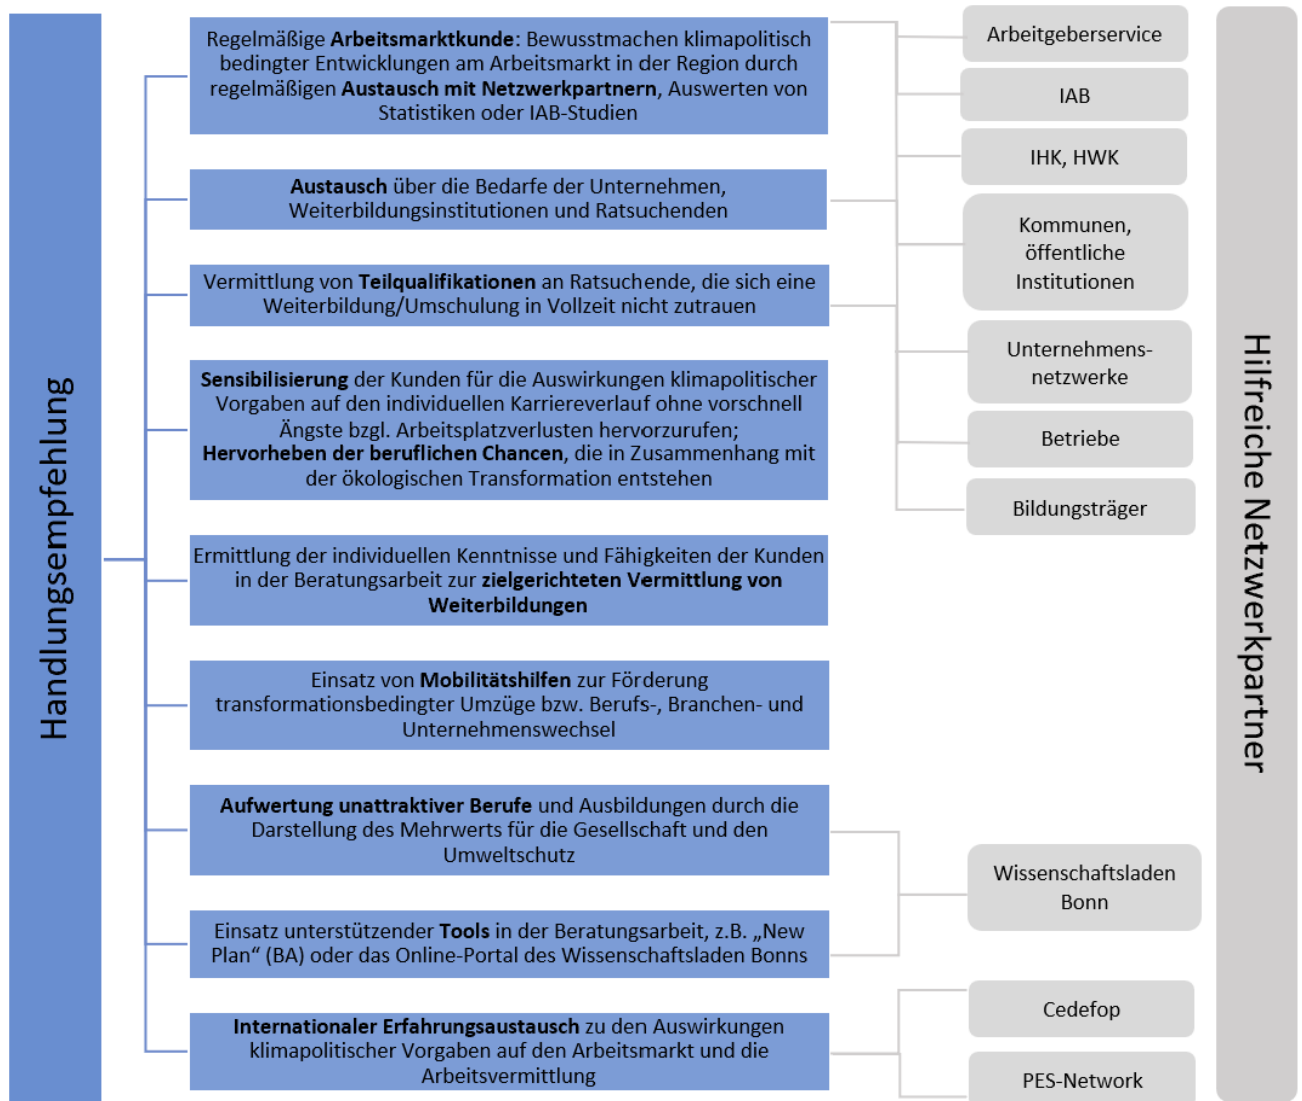 Handlungsempfehlung
Regelmäßige Arbeitsmarktkunde: Bewusstmachen klimapolitisch
bedingter Entwicklungen am Arbeitsmarkt in der Region durch
regelmäßigen Austausch mit Netzwerkpartnern, Auswerten von
Statistiken oder IAB-Studien
Austausch über die Bedarfe der Unternehmen,
Weiterbildungsinstitutionen und Ratsuchenden
Vermittlung von Teilqualifikationen an Ratsuchende, die sich eine
Weiterbildung/Umschulung in Vollzeit nicht zutrauen
Sensibilisierung der Kunden für die Auswirkungen klimapolitischer
Vorgaben auf den individuellen Karriereverlauf ohne vorschnell
Ängste bzgl. Arbeitsplatzverlusten hervorzurufen;
Hervorheben der beruflichen Chancen, die in Zusammenhang mit
der ökologischen Transformation entstehen
Ermittlung der individuellen Kenntnisse und Fähigkeiten der Kunden
in der Beratungsarbeit zur zielgerichteten Vermittlung von
Weiterbildungen
Einsatz von Mobilitätshilfen zur Förderung
transformationsbedingter Umzüge bzw. Berufs-, Branchen- und
Unternehmenswechsel
Aufwertung unattraktiver Berufe und Ausbildungen durch die
Darstellung des Mehrwerts für die Gesellschaft und den
Umweltschutz
Einsatz unterstützender Tools in der Beratungsarbeit, z.B. „New
Plan“ (BA) oder das Online-Portal des Wissenschaftsladen Bonns
Internationaler Erfahrungsaustausch zu den Auswirkungen
klimapolitischer Vorgaben auf den Arbeitsmarkt und die
Arbeitsvermittlung
Arbeitgeberservice
IAB
IHK, HWK
Kommunen,
öffentliche
Institutionen
Unternehmens-
netzwerke
Betriebe
Bildungsträger
Wissenschaftsladen
Bonn
Cedefop
PES-Network
Hilfreiche Netzwerkpartner